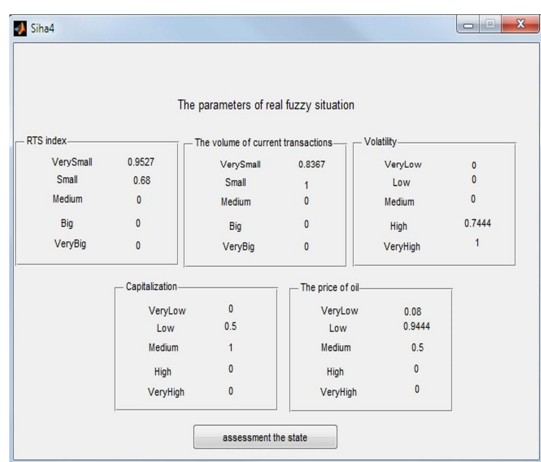 Siha4
The parameters of real fuzzy situation
RTS index
VerySmall 0.9527
Small 0.68
Medium 0
Big 0
VeryBig 0
The volume of current transactions
VerySmall 0.8367
Small 1
Medium 0
Big 0
VeryBig 0
Volatility
VeryLow 0
Low 0
Medium 0
High 0.7444
VeryHigh 1
Capitalization
VeryLow 0
Low 0.5
Medium 1
High 0
VeryHigh 0
The price of oil
VeryLow 0.08
Low 0.9444
Medium 0.5
High 0
VeryHigh 0
assessment the state